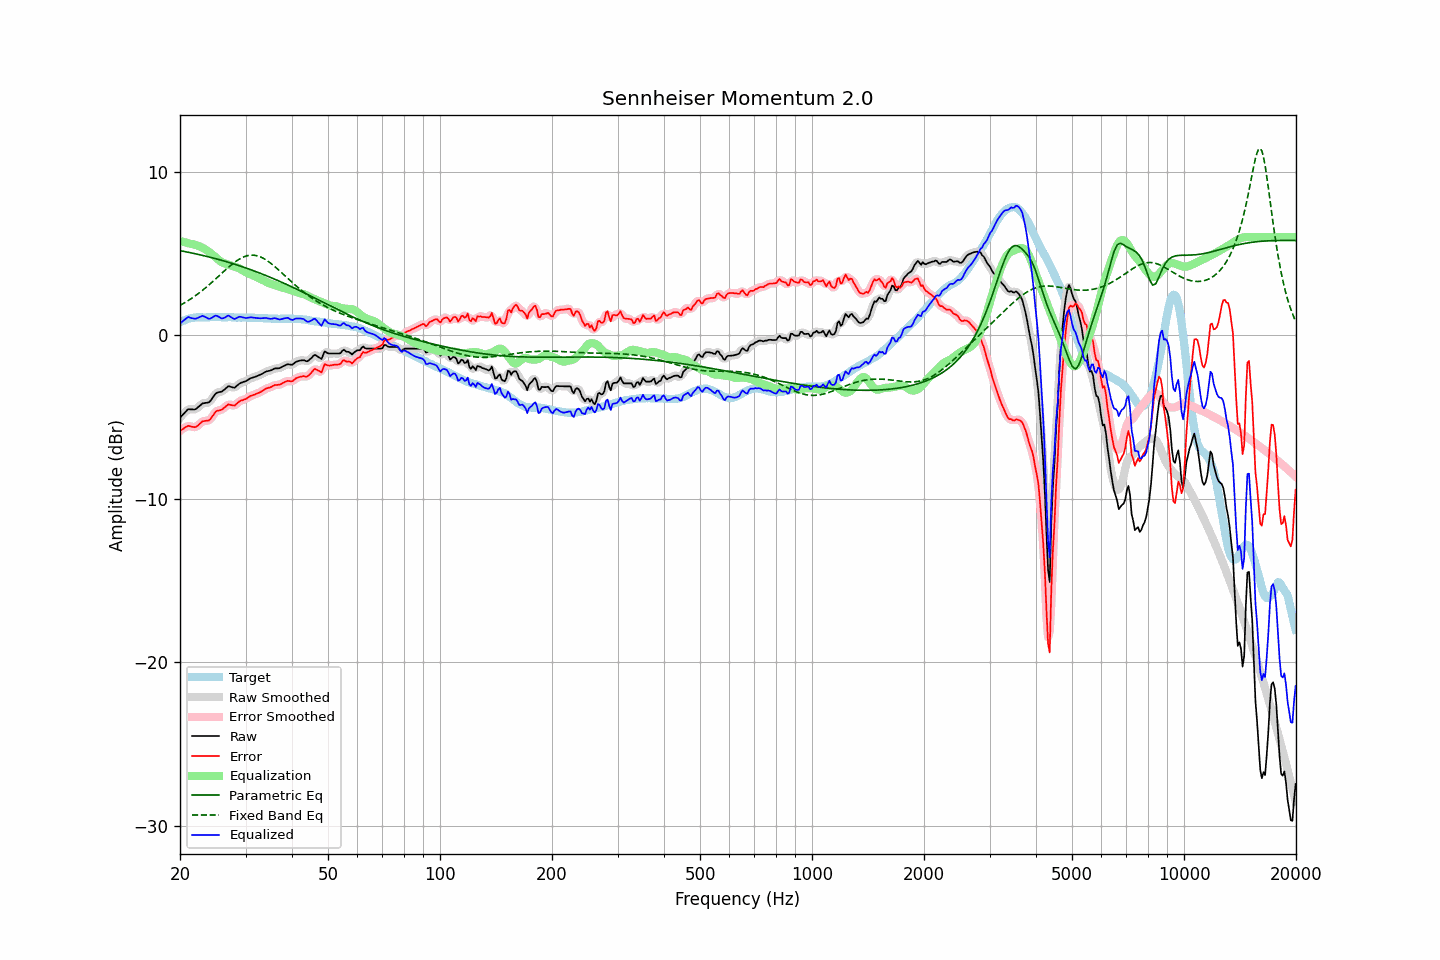 Sennheiser Momentum 2.0
Amplitude (dBr)
10
0
−10
−20
−30
Target
Raw Smoothed
Error Smoothed
Raw
Error
Equalization
Parametric Eq
Fixed Band Eq
Equalized
20 50 100 200 500 1000 2000 5000 10000 20000
Frequency (Hz)